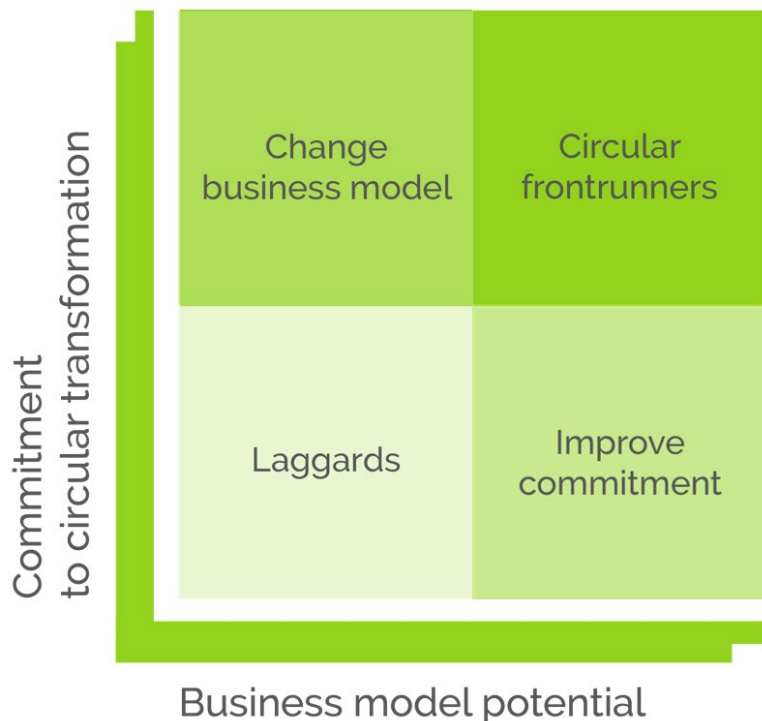 Commitment
to circular transformation
Change
business model
Circular
frontrunners
Laggards
Improve
commitment
Business model potential